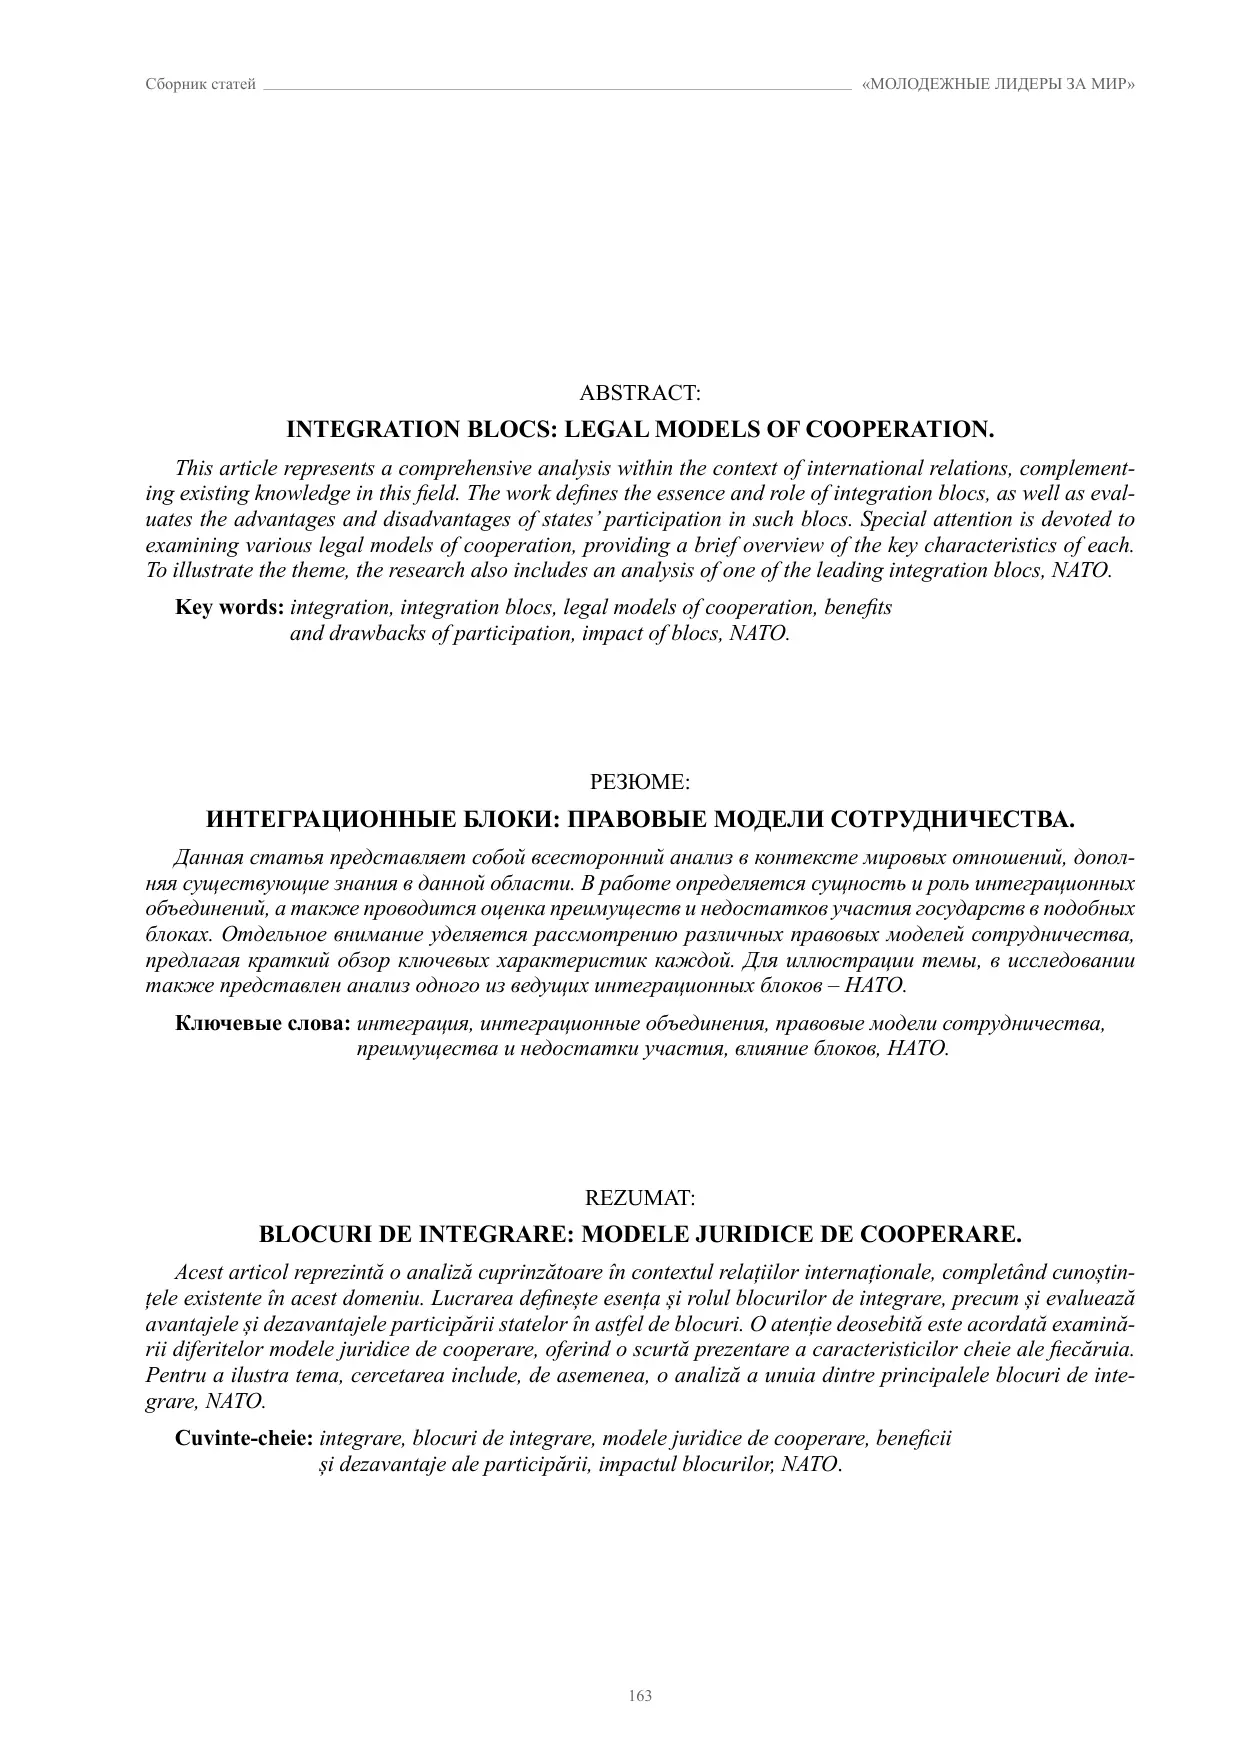 Сборник статей «МОЛОДЕЖНЫЕ ЛИДЕРЫ ЗА МИР»
ABSTRACT:
INTEGRATION BLOCS: LEGAL MODELS OF COOPERATION.
This article represents a comprehensive analysis within the context of international relations, complement-
ing existing knowledge in this field. The work defines the essence and role of integration blocs, as well as eval-
uates the advantages and disadvantages of states’ participation in such blocs. Special attention is devoted to
examining various legal models of cooperation, providing a brief overview of the key characteristics of each.
To illustrate the theme, the research also includes an analysis of one of the leading integration blocs, NATO.
Key words: integration, integration blocs, legal models of cooperation, benefits
and drawbacks of participation, impact of blocs, NATO.
РЕЗЮМЕ:
ИНТЕГРАЦИОННЫЕ БЛОКИ: ПРАВОВЫЕ МОДЕЛИ СОТРУДНИЧЕСТВА.
Данная статья представляет собой всесторонний анализ в контексте мировых отношений, допол-
няя существующие знания в данной области. В работе определяется сущность и роль интеграционных
объединений, а также проводится оценка преимуществ и недостатков участия государств в подобных
блоках. Отдельное внимание уделяется рассмотрению различных правовых моделей сотрудничества,
предлагая краткий обзор ключевых характеристик каждой. Для иллюстрации темы, в исследовании
также представлен анализ одного из ведущих интеграционных блоков – НАТО.
Ключевые слова: интеграция, интеграционные объединения, правовые модели сотрудничества,
преимущества и недостатки участия, влияние блоков, НАТО.
REZUMAT:
BLOCURI DE INTEGRARE: MODELE JURIDICE DE COOPERARE.
Acest articol reprezintă o analiză cuprinzătoare în contextul relațiilor internaționale, completând cunoștin-
țele existente în acest domeniu. Lucrarea definește esența și rolul blocurilor de integrare, precum și evaluează
avantajele și dezavantajele participării statelor în astfel de blocuri. O atenție deosebită este acordată examină-
rii diferitelor modele juridice de cooperare, oferind o scurtă prezentare a caracteristicilor cheie ale fiecăruia.
Pentru a ilustra tema, cercetarea include, de asemenea, o analiză a unuia dintre principalele blocuri de inte-
grare, NATO.
Cuvinte-cheie: integrare, blocuri de integrare, modele juridice de cooperare, beneficii
și dezavantaje ale participării, impactul blocurilor, NATO.
163